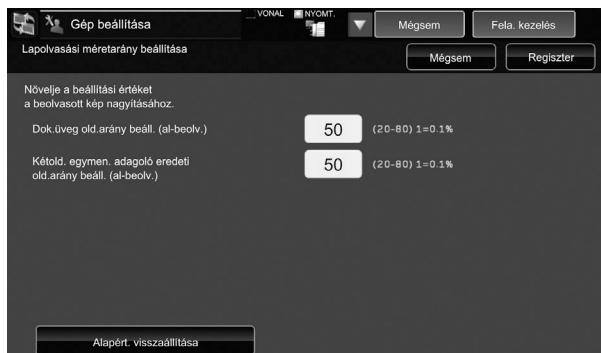 Gép beállítása
VONAL
NYOMT.
Mégsem
Fela. kezelés
Lapolvasási méretarány beállítása
Mégsem
Regiszter
Növelje a beállítási értéket
a beolvasott kép nagyításához.
Dok.üveg old.arány beáll. (al-beolv.)
50
(20-80) 1=0.1%
Kétold. egymen. adagoló eredeti
old.arány beáll. (al-beolv.)
50
(20-80) 1=0.1%
Alapért. visszaállítása